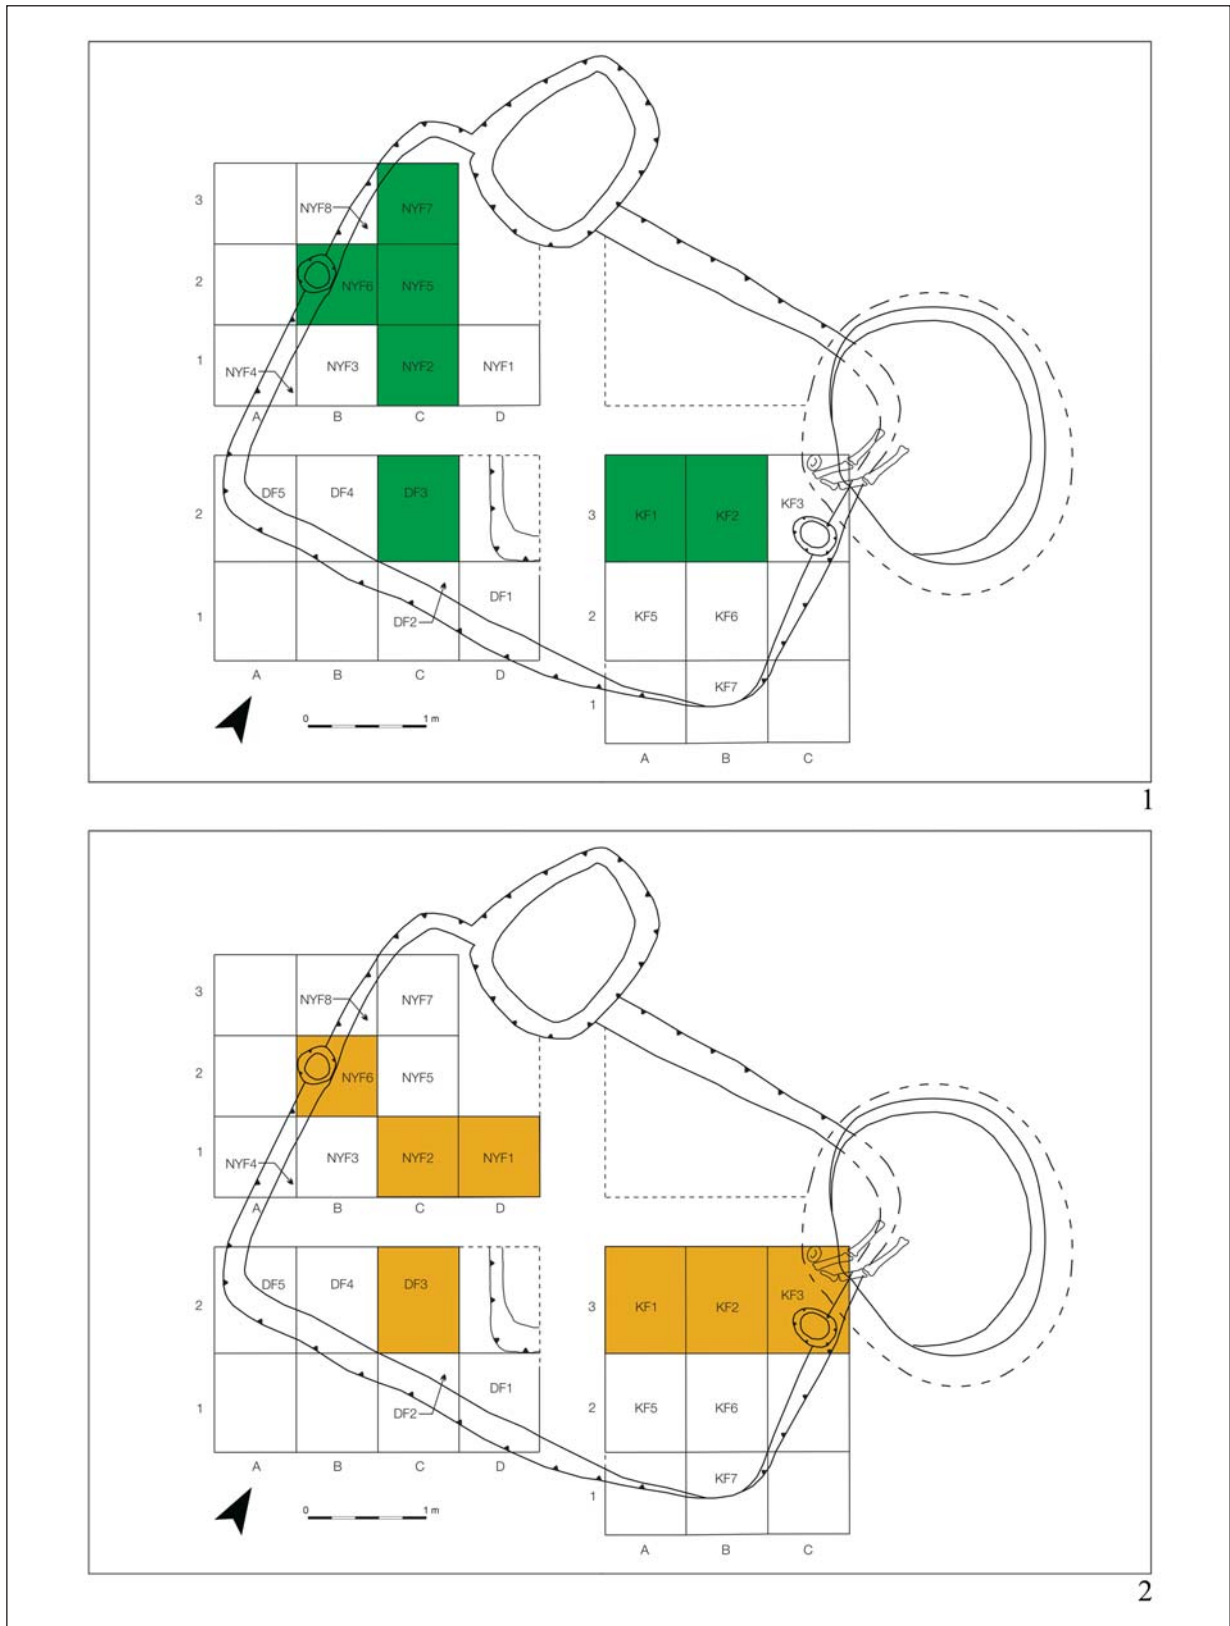 3 NYF8 NYF7
2 NYF6 NYF5
1 NYF4 NYF3 NYF2 NYF1
A B C D
2 DF5 DF4 DF3
3 KF1 KF2 KF3
1 DF2 DF1
2 KF5 KF6
A B C D
1 KF7
0 1 m
A B C
1
3 NYF8 NYF7
2 NYF6 NYF5
1 NYF4 NYF3 NYF2 NYF1
A B C D
2 DF5 DF4 DF3
3 KF1 KF2 KF3
1 DF2 DF1
2 KF5 KF6
A B C D
1 KF7
0 1 m
A B C
2